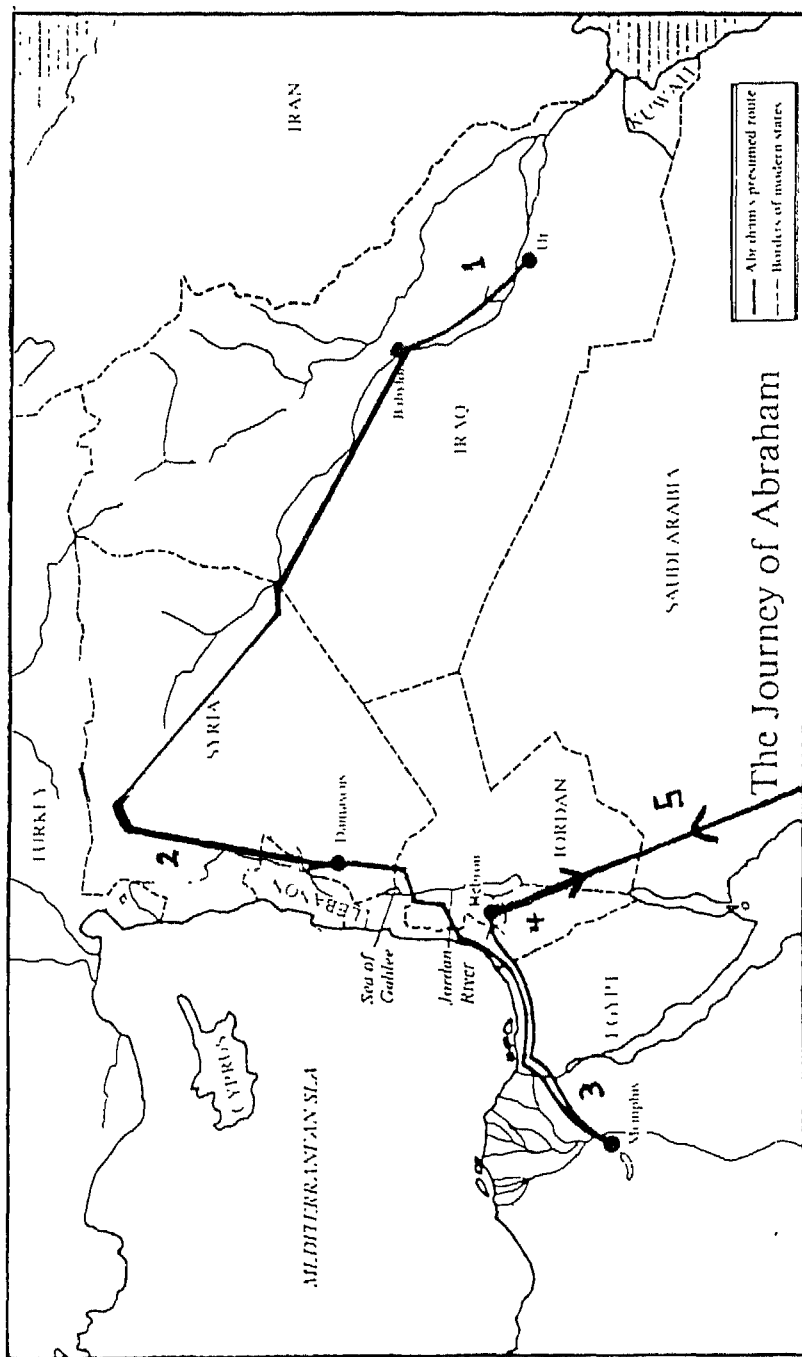 TURKEY
IRAN
CYPRUS
SYRIA
MEDITERRANEAN SEA
LEBANON
Damascus
Sea of
Galilee
Babylon
Ur
IRAQ
Jordan
River
Hebron
JORDAN
KUWAIT
EGYPT
Memphis
SAUDI ARABIA
1
2
3
4
5
The Journey of Abraham
Abraham's presumed route
Borders of modern states